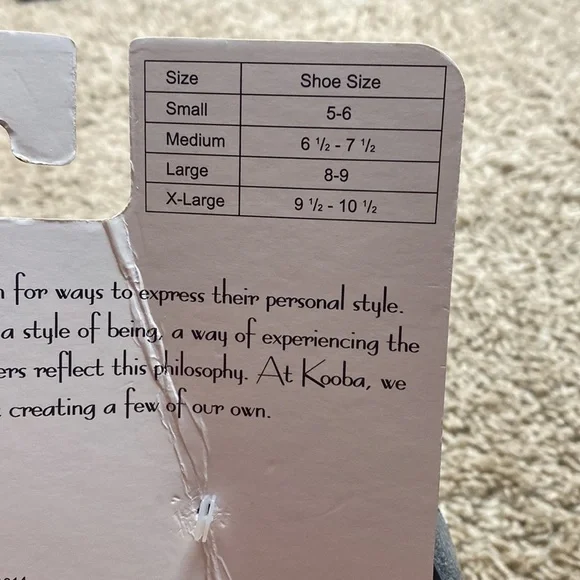 Size Shoe Size
Small 5-6
Medium 6 1/2 - 7 1/2
Large 8-9
X-Large 9 1/2 - 10 1/2
for ways to express their personal style.
a style of being, a way of experiencing the
ers reflect this philosophy. At Kooba, we
creating a few of our own.